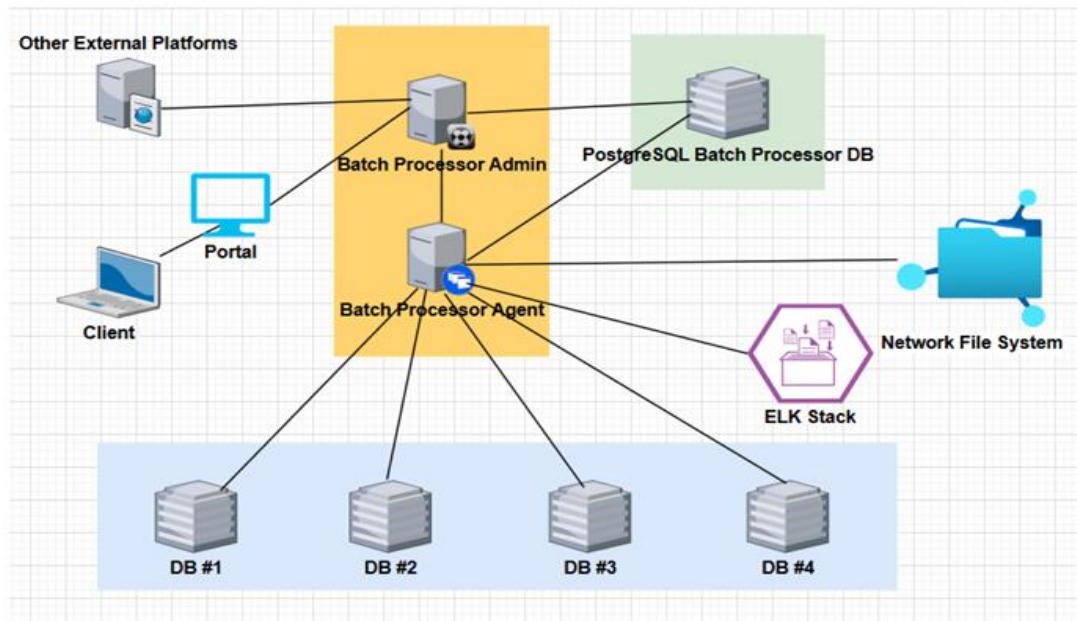 Other External Platforms
Batch Processor Admin
PostgreSQL Batch Processor DB
Portal
Client
Batch Processor Agent
Network File System
ELK Stack
DB #1
DB #2
DB #3
DB #4